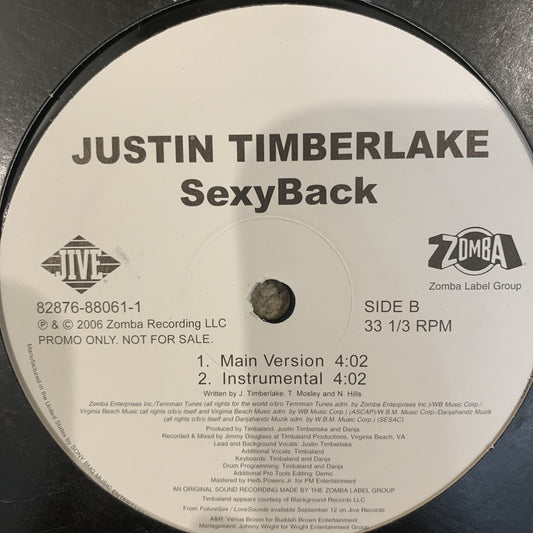 JUSTIN TIMBERLAKE
SexyBack
JIVE
ZOMBA
Zomba Label Group
82876-88061-1
SIDE B
℗ & © 2006 Zomba Recording LLC
33 1/3 RPM
PROMO ONLY. NOT FOR SALE.
1. Main Version 4:02
2. Instrumental 4:02
Written by J. Timberlake, T. Mosley and N. Hills
Zomba Enterprises Inc./Tennman Tunes (all rights for the world o/b/o Tennman Tunes adm. by Zomba Enterprises Inc.)/WB Music Corp./
Virginia Beach Music (all rights o/b/o itself and Virginia Beach Music adm. by WB Music Corp.) (ASCAP)/W.B.M. Music Corp./Danjahandz Muzik
(all rights o/b/o itself and Danjahandz Muzik adm. by W.B.M. Music Corp.) (SESAC)
Produced by Timbaland, Justin Timberlake and Danja
Recorded & Mixed by Jimmy Douglass at Timbaland Productions, Virginia Beach, VA
Lead and Background Vocals: Justin Timberlake
Additional Vocals: Timbaland
Keyboards: Timbaland and Danja
Drum Programming: Timbaland and Danja
Additional Pro Tools Editing: Demo
Mastered by Herb Powers Jr. for PM Entertainment
AN ORIGINAL SOUND RECORDING MADE BY THE ZOMBA LABEL GROUP
Timbaland appears courtesy of Blackground Records LLC
From FutureSex / LoveSounds available September 12 on Jive Records
A&R: Venus Brown for Buddah Brown Entertainment
Management: Johnny Wright for Wright Entertainment Group
Manufactured in the United States by SONY BMG MUSIC